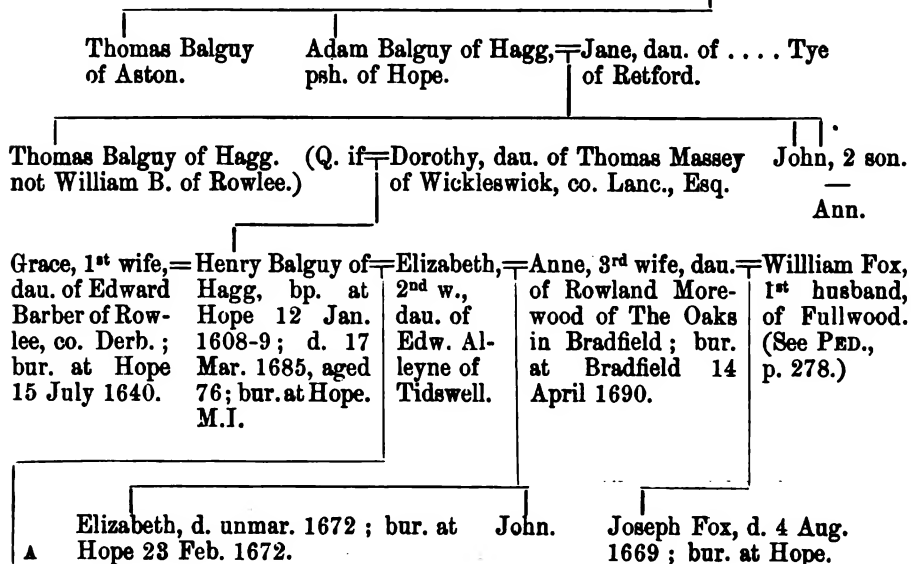 Thomas Balguy
of Aston.
Adam Balguy of Hagg,
psh. of Hope.
=Jane, dau. of .... Tye
of Retford.
Thomas Balguy of Hagg. (Q. if
not William B. of Rowlee.)
=Dorothy, dau. of Thomas Massey
of Wickleswick, co. Lanc., Esq.
John, 2 son.
—
Ann.
Grace, 1st wife,=
dau. of Edward
Barber of Row-
lee, co. Derb.;
bur. at Hope
15 July 1640.
Henry Balguy of
Hagg, bp. at
Hope 12 Jan.
1608-9; d. 17
Mar. 1685, aged
76; bur. at Hope.
M.I.
=Elizabeth,
2nd w.,
dau. of
Edw. Al-
leyne of
Tidswell.
=Anne, 3rd wife, dau.
of Rowland More-
wood of The Oaks
in Bradfield; bur.
at Bradfield 14
April 1690.
=Willliam Fox,
1st husband,
of Fullwood.
(See PED.,
p. 278.)
A
Elizabeth, d. unmar. 1672; bur. at
Hope 23 Feb. 1672.
John.
Joseph Fox, d. 4 Aug.
1669; bur. at Hope.